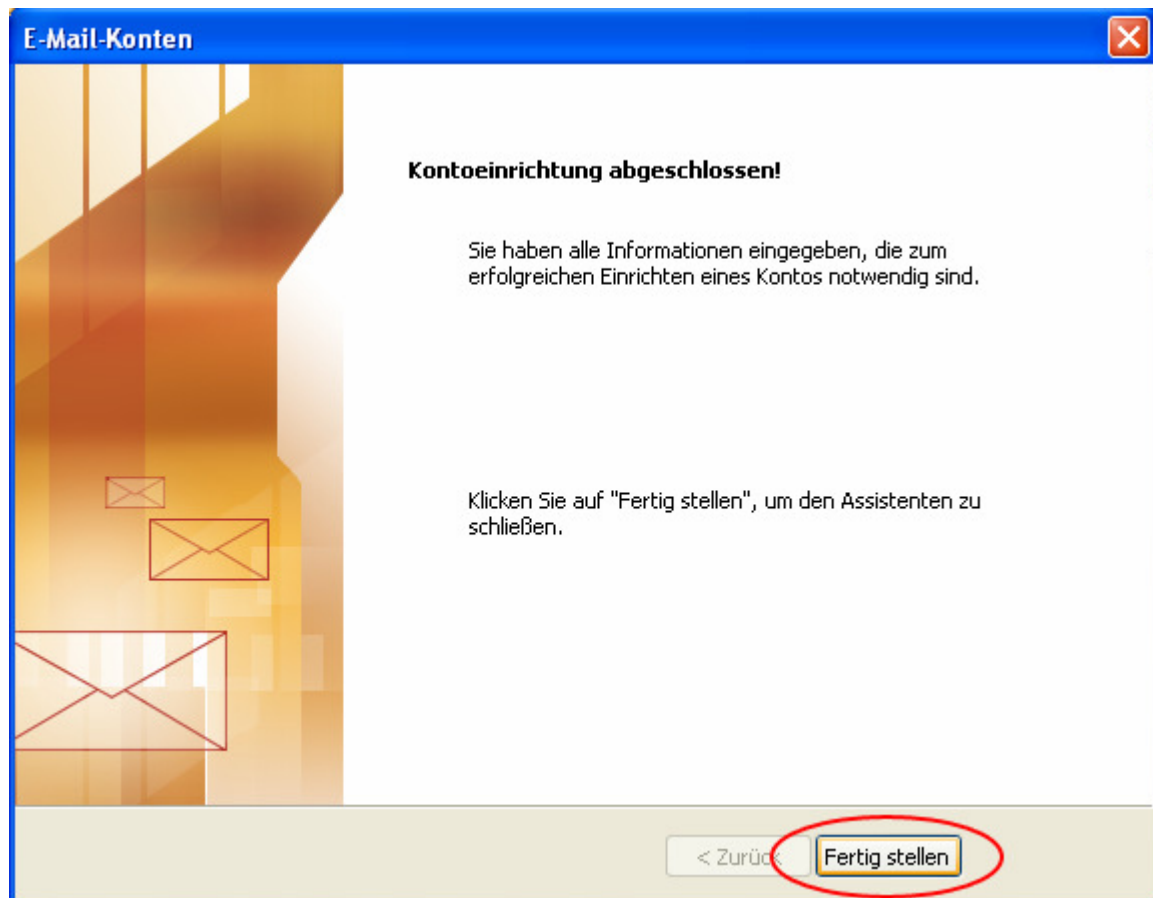 E-Mail-Konten
Kontoeinrichtung abgeschlossen!
Sie haben alle Informationen eingegeben, die zum
erfolgreichen Einrichten eines Kontos notwendig sind.
Klicken Sie auf "Fertig stellen", um den Assistenten zu
schließen.
< Zurück
Fertig stellen